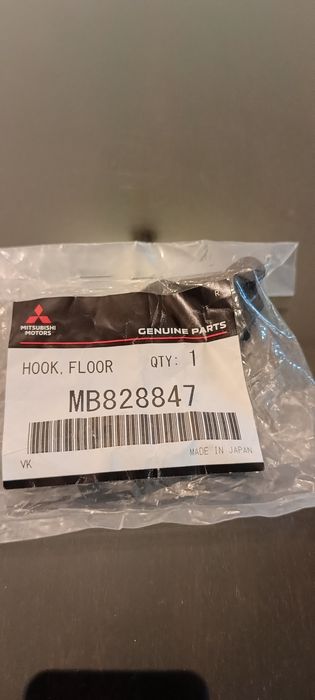 MITSUBISHI
MOTORS
GENUINE PARTS
HOOK, FLOOR QTY: 1
MB828847
VK MADE IN JAPAN